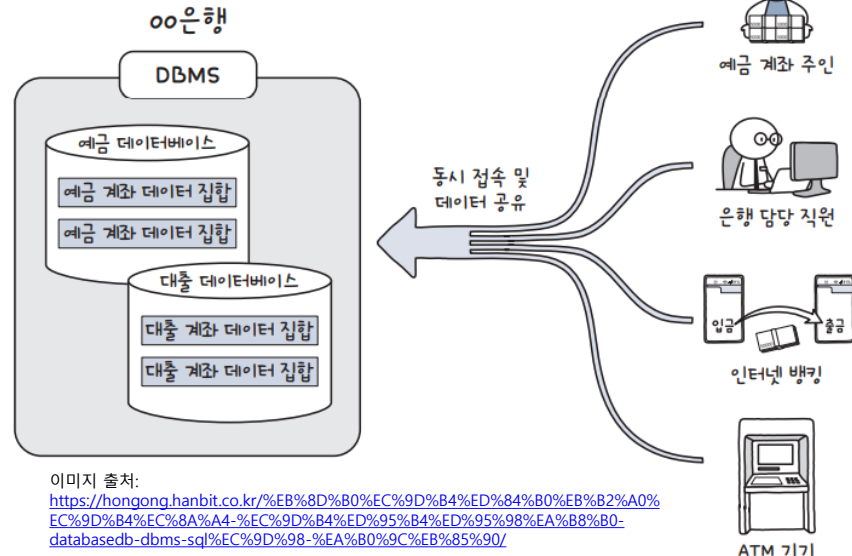 oo은행
DBMS
예금 데이터베이스
예금 계좌 데이터 집합
예금 계좌 데이터 집합
대출 데이터베이스
대출 계좌 데이터 집합
대출 계좌 데이터 집합
동시 접속 및
데이터 공유
예금 계좌 주인
은행 담당 직원
입금
출금
인터넷 뱅킹
ATM 기기
이미지 출처:
https://hongong.hanbit.co.kr/%EB%8D%B0%EC%9D%B4%ED%84%B0%EB%B2%A0%
EC%9D%B4%EC%8A%A4-%EC%9D%B4%ED%95%B4%ED%95%98%EA%B8%B0-
databasedb-dbms-sql%EC%9D%98-%EA%B0%9C%EB%85%90/